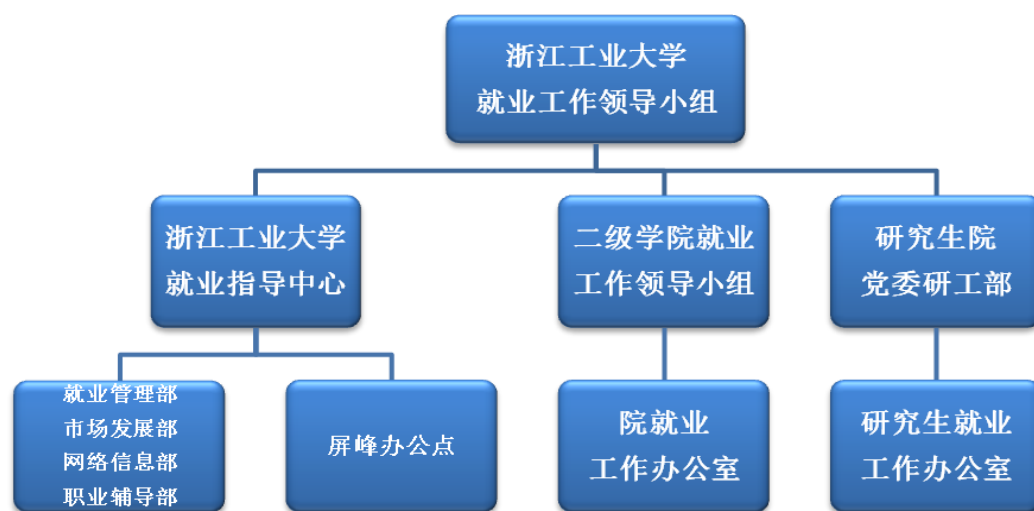 浙江工业大学
就业工作领导小组
浙江工业大学
就业指导中心
二级学院就业
工作领导小组
研究生院
党委研工部
就业管理部
市场发展部
网络信息部
职业辅导部
屏峰办公点
院就业
工作办公室
研究生就业
工作办公室